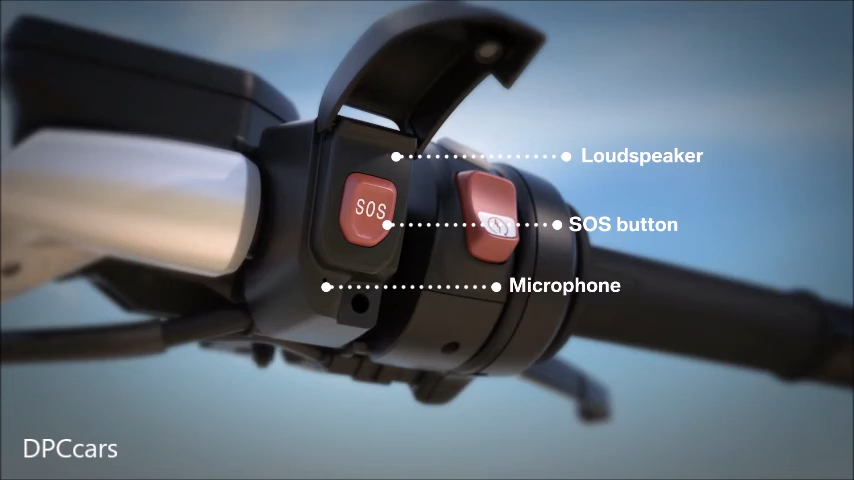 Loudspeaker
SOS
SOS button
Microphone
DPCcars